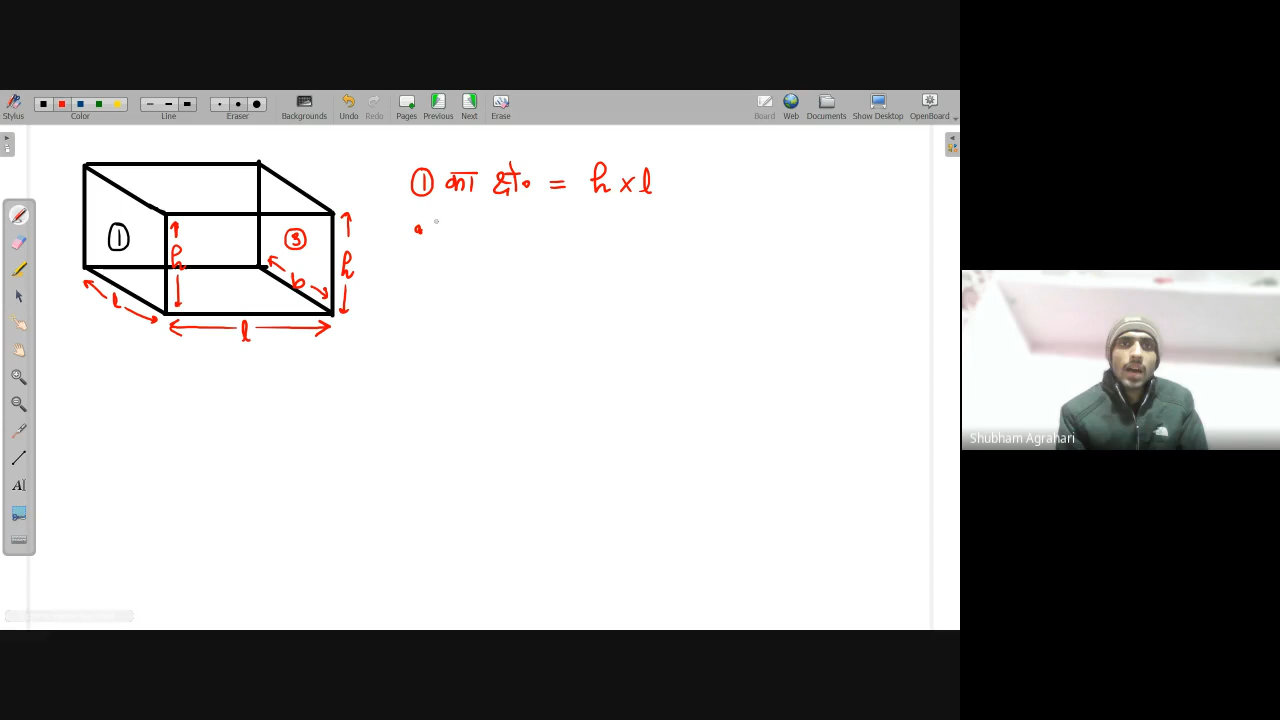 Stylus
Color
Line
Eraser
Backgrounds
Undo
Redo
Pages
Previous
Next
Erase
Board
Web
Documents
Show Desktop
OpenBoard
① का क्षे० = h × l
①
③
h
h
b
l
l
Shubham Agrahari